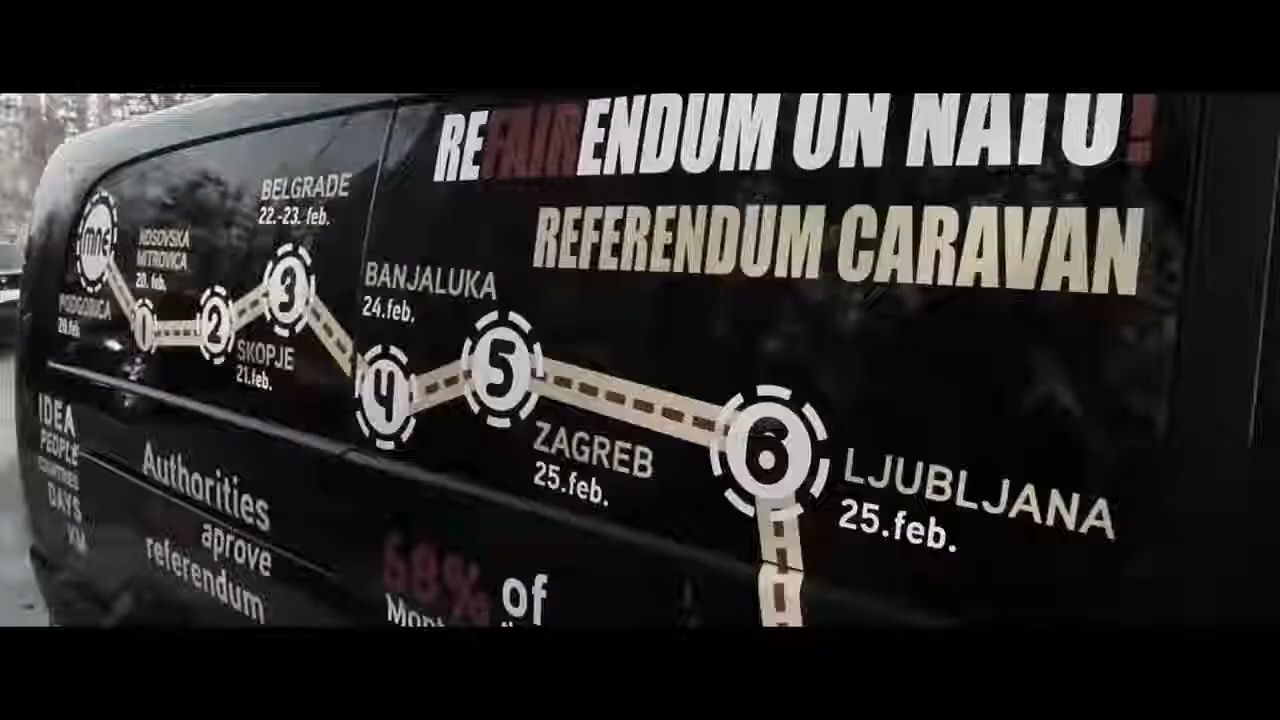 REFAIRENDUM ON NATO!
REFERENDUM CARAVAN
mne
PODGORICA
20.feb.
1
KOSOVSKA
MITROVICA
20. feb.
2
SKOPJE
21.feb.
BELGRADE
22.-23. feb.
3
BANJALUKA
24.feb.
4
5
ZAGREB
25.feb.
6
LJUBLJANA
25.feb.
IDEA
PEOPLE
COUNTRIES
DAYS
KM
Authorities
aprove
referendum
68% of